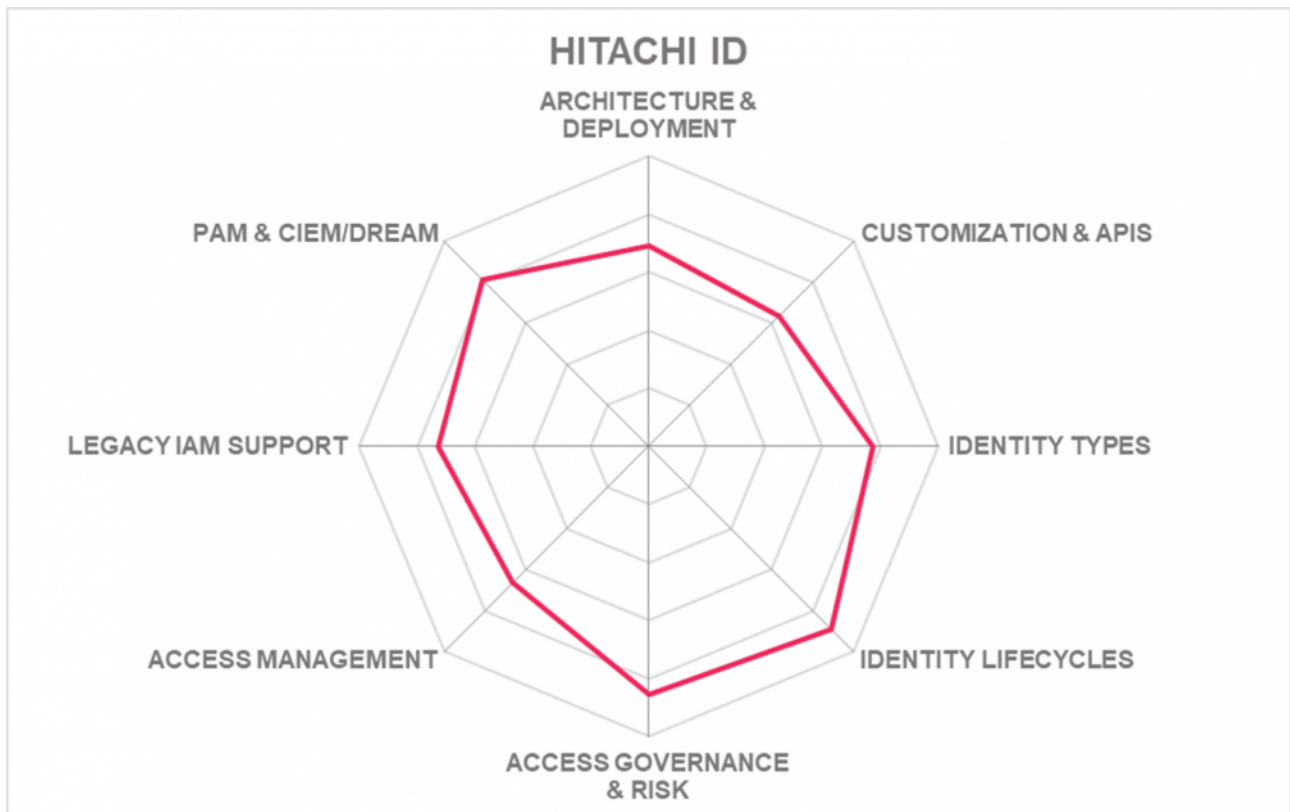 HITACHI ID
ARCHITECTURE &
DEPLOYMENT
PAM & CIEM/DREAM
CUSTOMIZATION & APIS
LEGACY IAM SUPPORT
IDENTITY TYPES
ACCESS MANAGEMENT
IDENTITY LIFECYCLES
ACCESS GOVERNANCE
& RISK